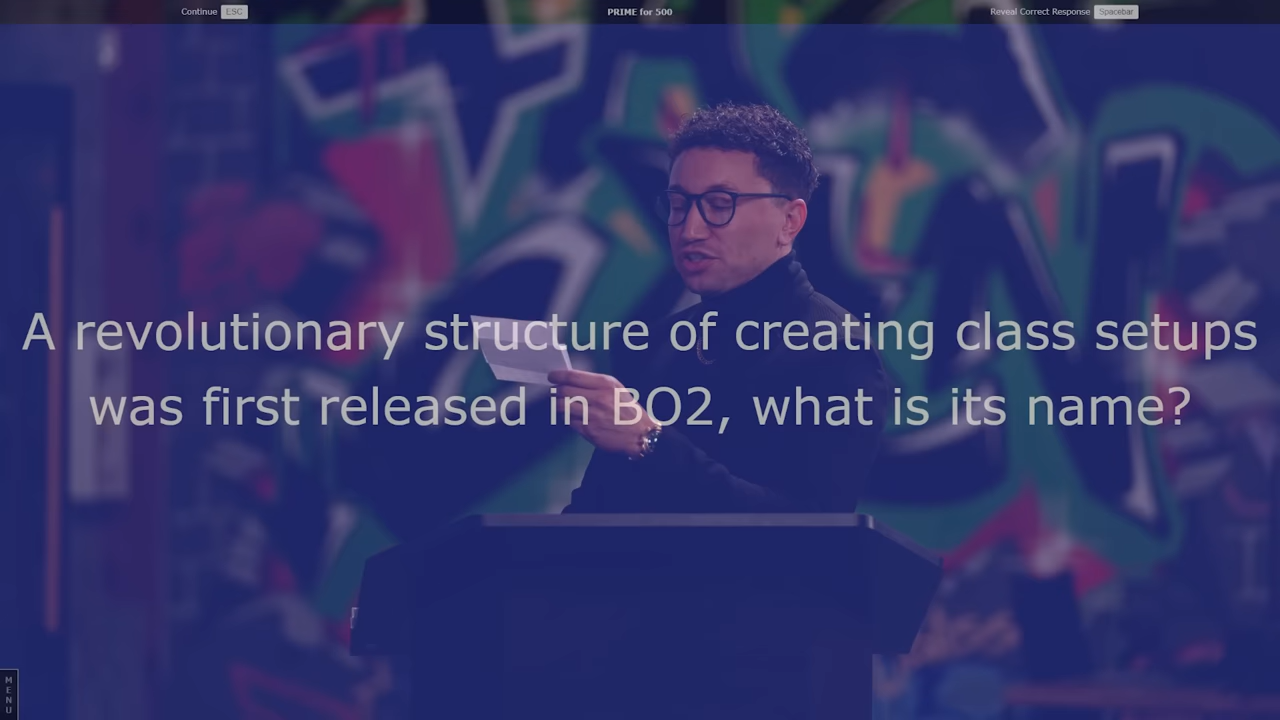 Continue ESC
PRIME for 500
Reveal Correct Response Spacebar
A revolutionary structure of creating class setups
was first released in BO2, what is its name?
MENU